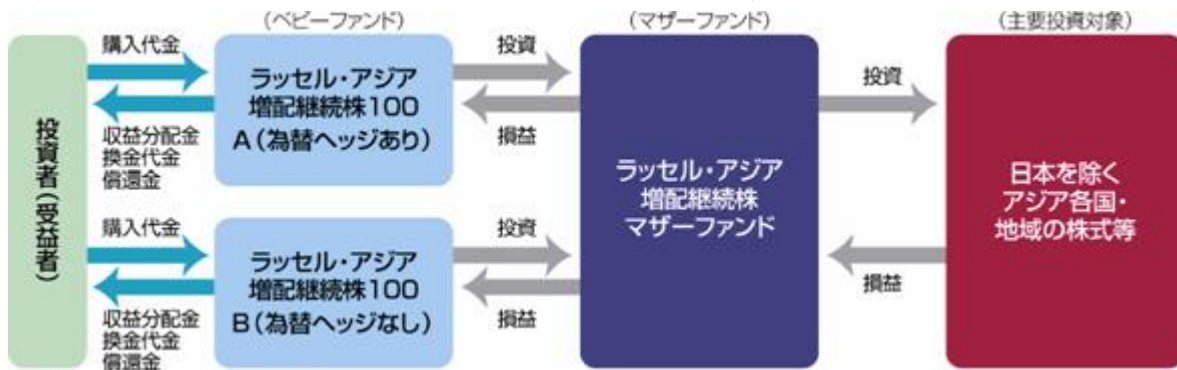 (ベビーファンド)
(マザーファンド)
(主要投資対象)
投資者(受益者)
購入代金
収益分配金
換金代金
償還金
ラッセル・アジア
増配継続株100
A(為替ヘッジあり)
投資
損益
購入代金
収益分配金
換金代金
償還金
ラッセル・アジア
増配継続株100
B(為替ヘッジなし)
投資
損益
ラッセル・アジア
増配継続株
マザーファンド
投資
損益
日本を除く
アジア各国・
地域の株式等